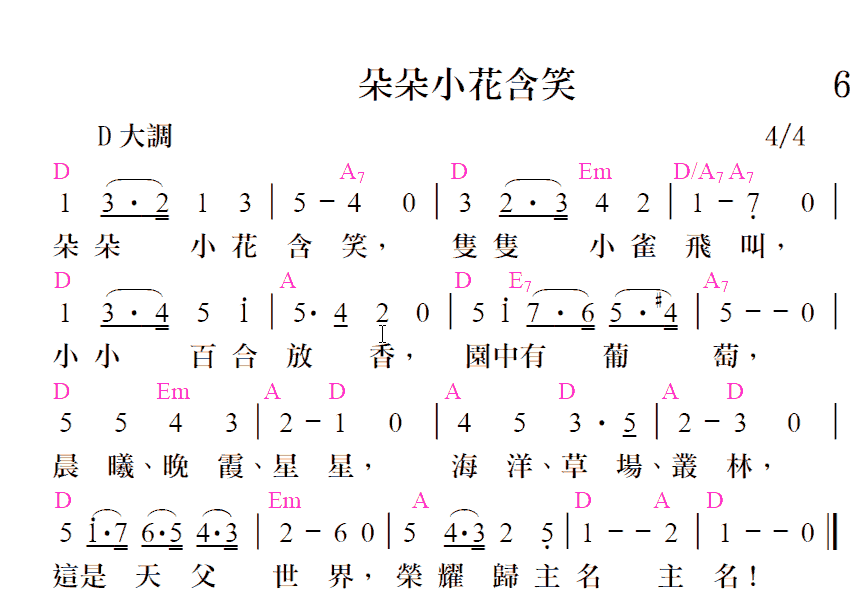 朵朵小花含笑 6
D 大調 4/4
D A7 D Em D/A7 A7
1 3·2 1 3 | 5 - 4 0 | 3 2·3 4 2 | 1 - 7̣ 0 |
朵 朵 小 花 含 笑， 隻 隻 小 雀 飛 叫，
D A D E7 A7
1 3·4 5 1̇ | 5· 4 2 0 | 5 1̇ 7·6 5·#4 | 5 - - 0 |
小 小 百 合 放 香， 園中有 葡 萄，
D Em A D A D A D
5 5 4 3 | 2 - 1 0 | 4 5 3 · 5 | 2 - 3 0 |
晨 曦、晚 霞、星 星， 海 洋、草 場、叢 林，
D Em A D A D
5 1̇·7 6·5 4·3 | 2 - 6 0 | 5 4·3 2 5̣ | 1 - - 2 | 1 - - 0 ‖
這是 天 父 世 界，榮 耀 歸 主 名 主 名！